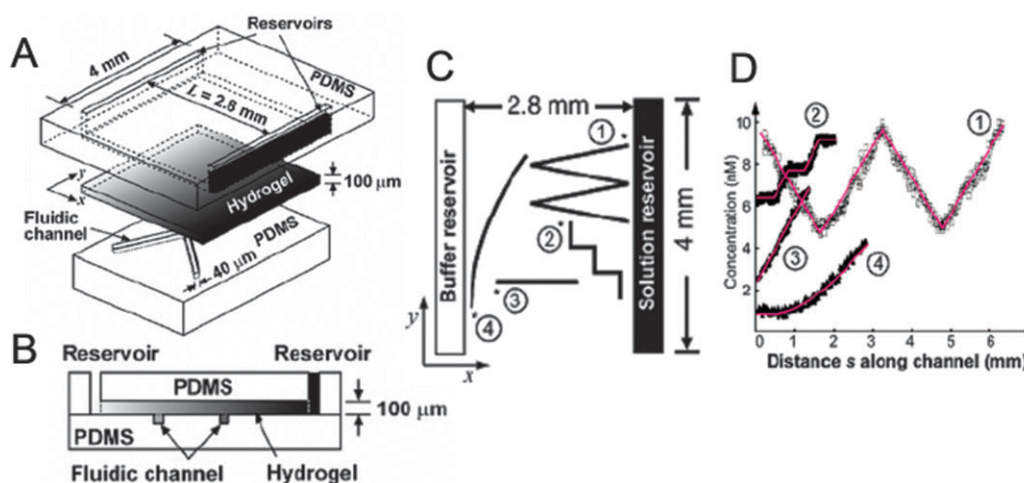 A
Reservoirs
4 mm
PDMS
L = 2.8 mm
Hydrogel
100 μm
y
x
Fluidic
channel
PDMS
40 μm
B
Reservoir
Reservoir
PDMS
100 μm
PDMS
Fluidic channel
Hydrogel
C
2.8 mm
Buffer reservoir
Solution reservoir
4 mm
① *
② *
* ③
* ④
y
x
D
Concentration (nM)
10
8
6
4
2
②
①
③
④
0 1 2 3 4 5 6
Distance s along channel (mm)